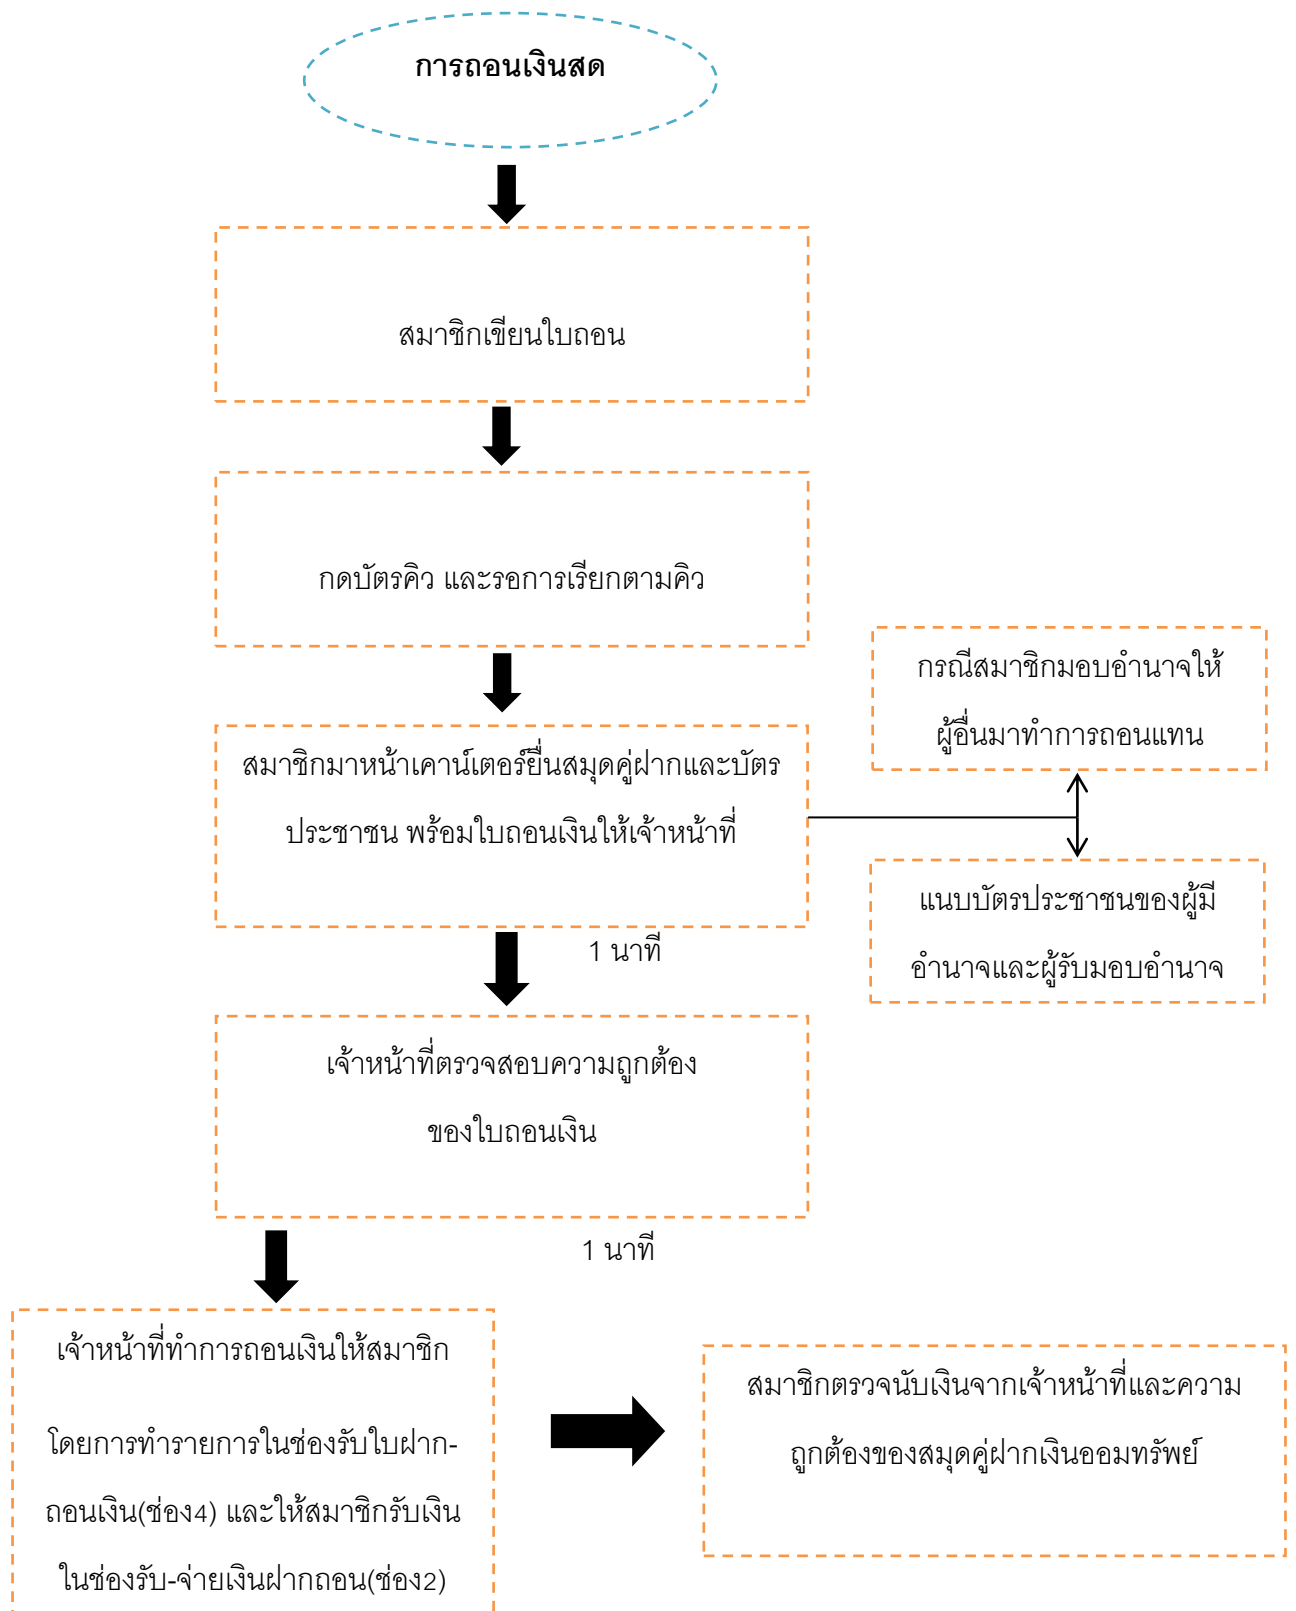 การถอนเงินสด
สมาชิกเขียนใบถอน
กดบัตรคิว และรอการเรียกตามคิว
กรณีสมาชิกมอบอำนาจให้
ผู้อื่นมาทำการถอนแทน
สมาชิกมาหน้าเคาน์เตอร์ยื่นสมุดคู่ฝากและบัตร
ประชาชน พร้อมใบถอนเงินให้เจ้าหน้าที่
แนบบัตรประชาชนของผู้มี
อำนาจและผู้รับมอบอำนาจ
1 นาที
เจ้าหน้าที่ตรวจสอบความถูกต้อง
ของใบถอนเงิน
1 นาที
เจ้าหน้าที่ทำการถอนเงินให้สมาชิก
โดยการทำรายการในช่องรับใบฝาก-
ถอนเงิน(ช่อง4) และให้สมาชิกรับเงิน
ในช่องรับ-จ่ายเงินฝากถอน(ช่อง2)
สมาชิกตรวจนับเงินจากเจ้าหน้าที่และความ
ถูกต้องของสมุดคู่ฝากเงินออมทรัพย์